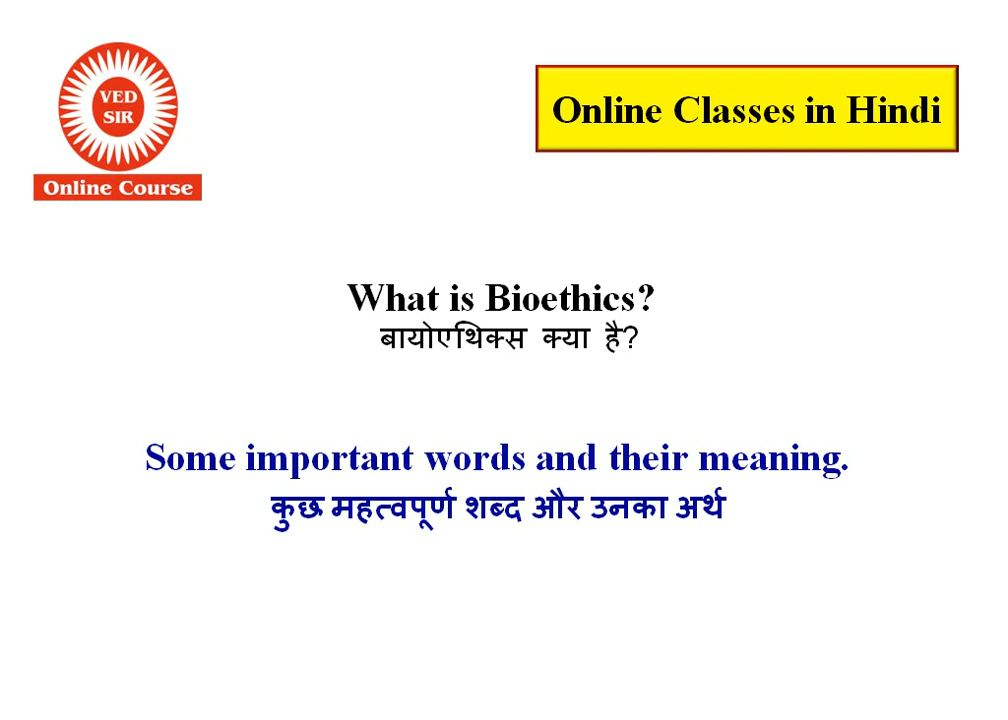 VED
SIR
Online Course
Online Classes in Hindi
What is Bioethics?
बायोएथिक्स क्या है?
Some important words and their meaning.
कुछ महत्वपूर्ण शब्द और उनका अर्थ